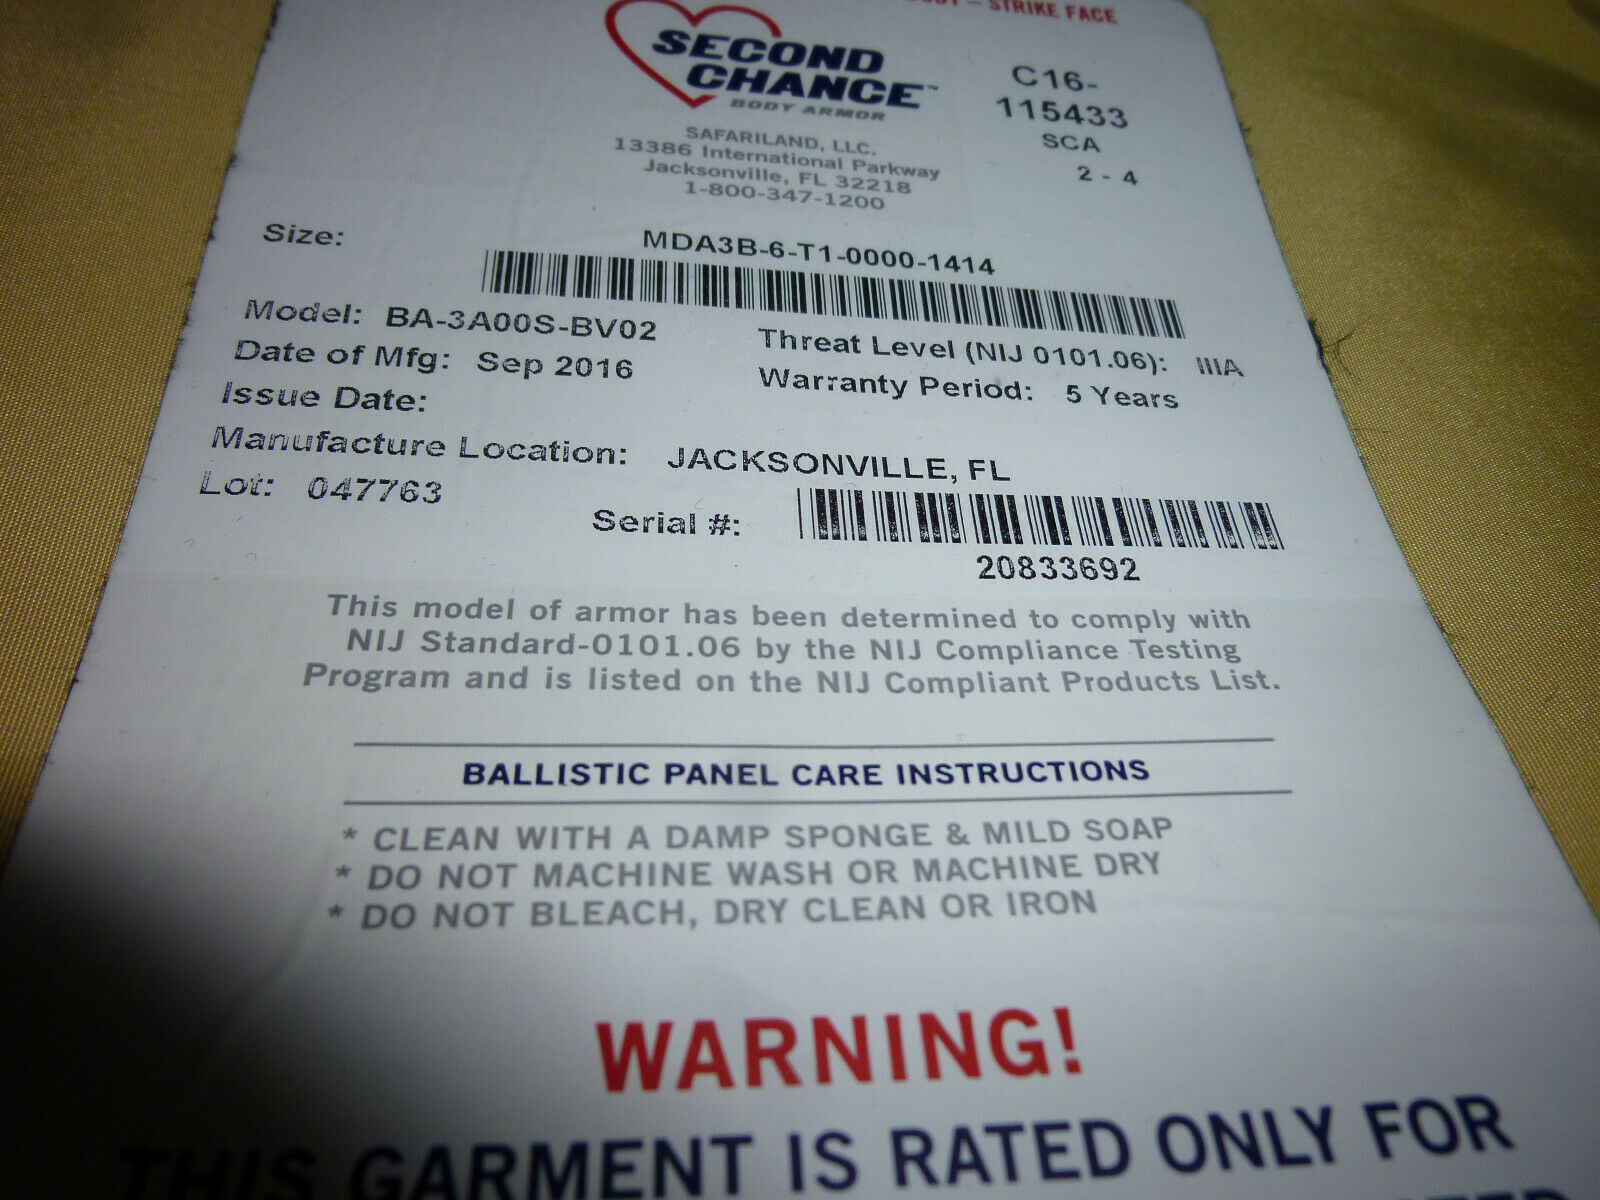 – STRIKE FACE
SECOND
CHANCE™
BODY ARMOR
SAFARILAND, LLC.
13386 International Parkway
Jacksonville, FL 32218
1-800-347-1200
C16-
115433
SCA
2 - 4
Size:
MDA3B-6-T1-0000-1414
Model: BA-3A00S-BV02
Threat Level (NIJ 0101.06): IIIA
Date of Mfg: Sep 2016
Warranty Period: 5 Years
Issue Date:
Manufacture Location: JACKSONVILLE, FL
Lot: 047763
Serial #:
20833692
This model of armor has been determined to comply with
NIJ Standard-0101.06 by the NIJ Compliance Testing
Program and is listed on the NIJ Compliant Products List.
BALLISTIC PANEL CARE INSTRUCTIONS
* CLEAN WITH A DAMP SPONGE & MILD SOAP
* DO NOT MACHINE WASH OR MACHINE DRY
* DO NOT BLEACH, DRY CLEAN OR IRON
WARNING!
THIS GARMENT IS RATED ONLY FOR